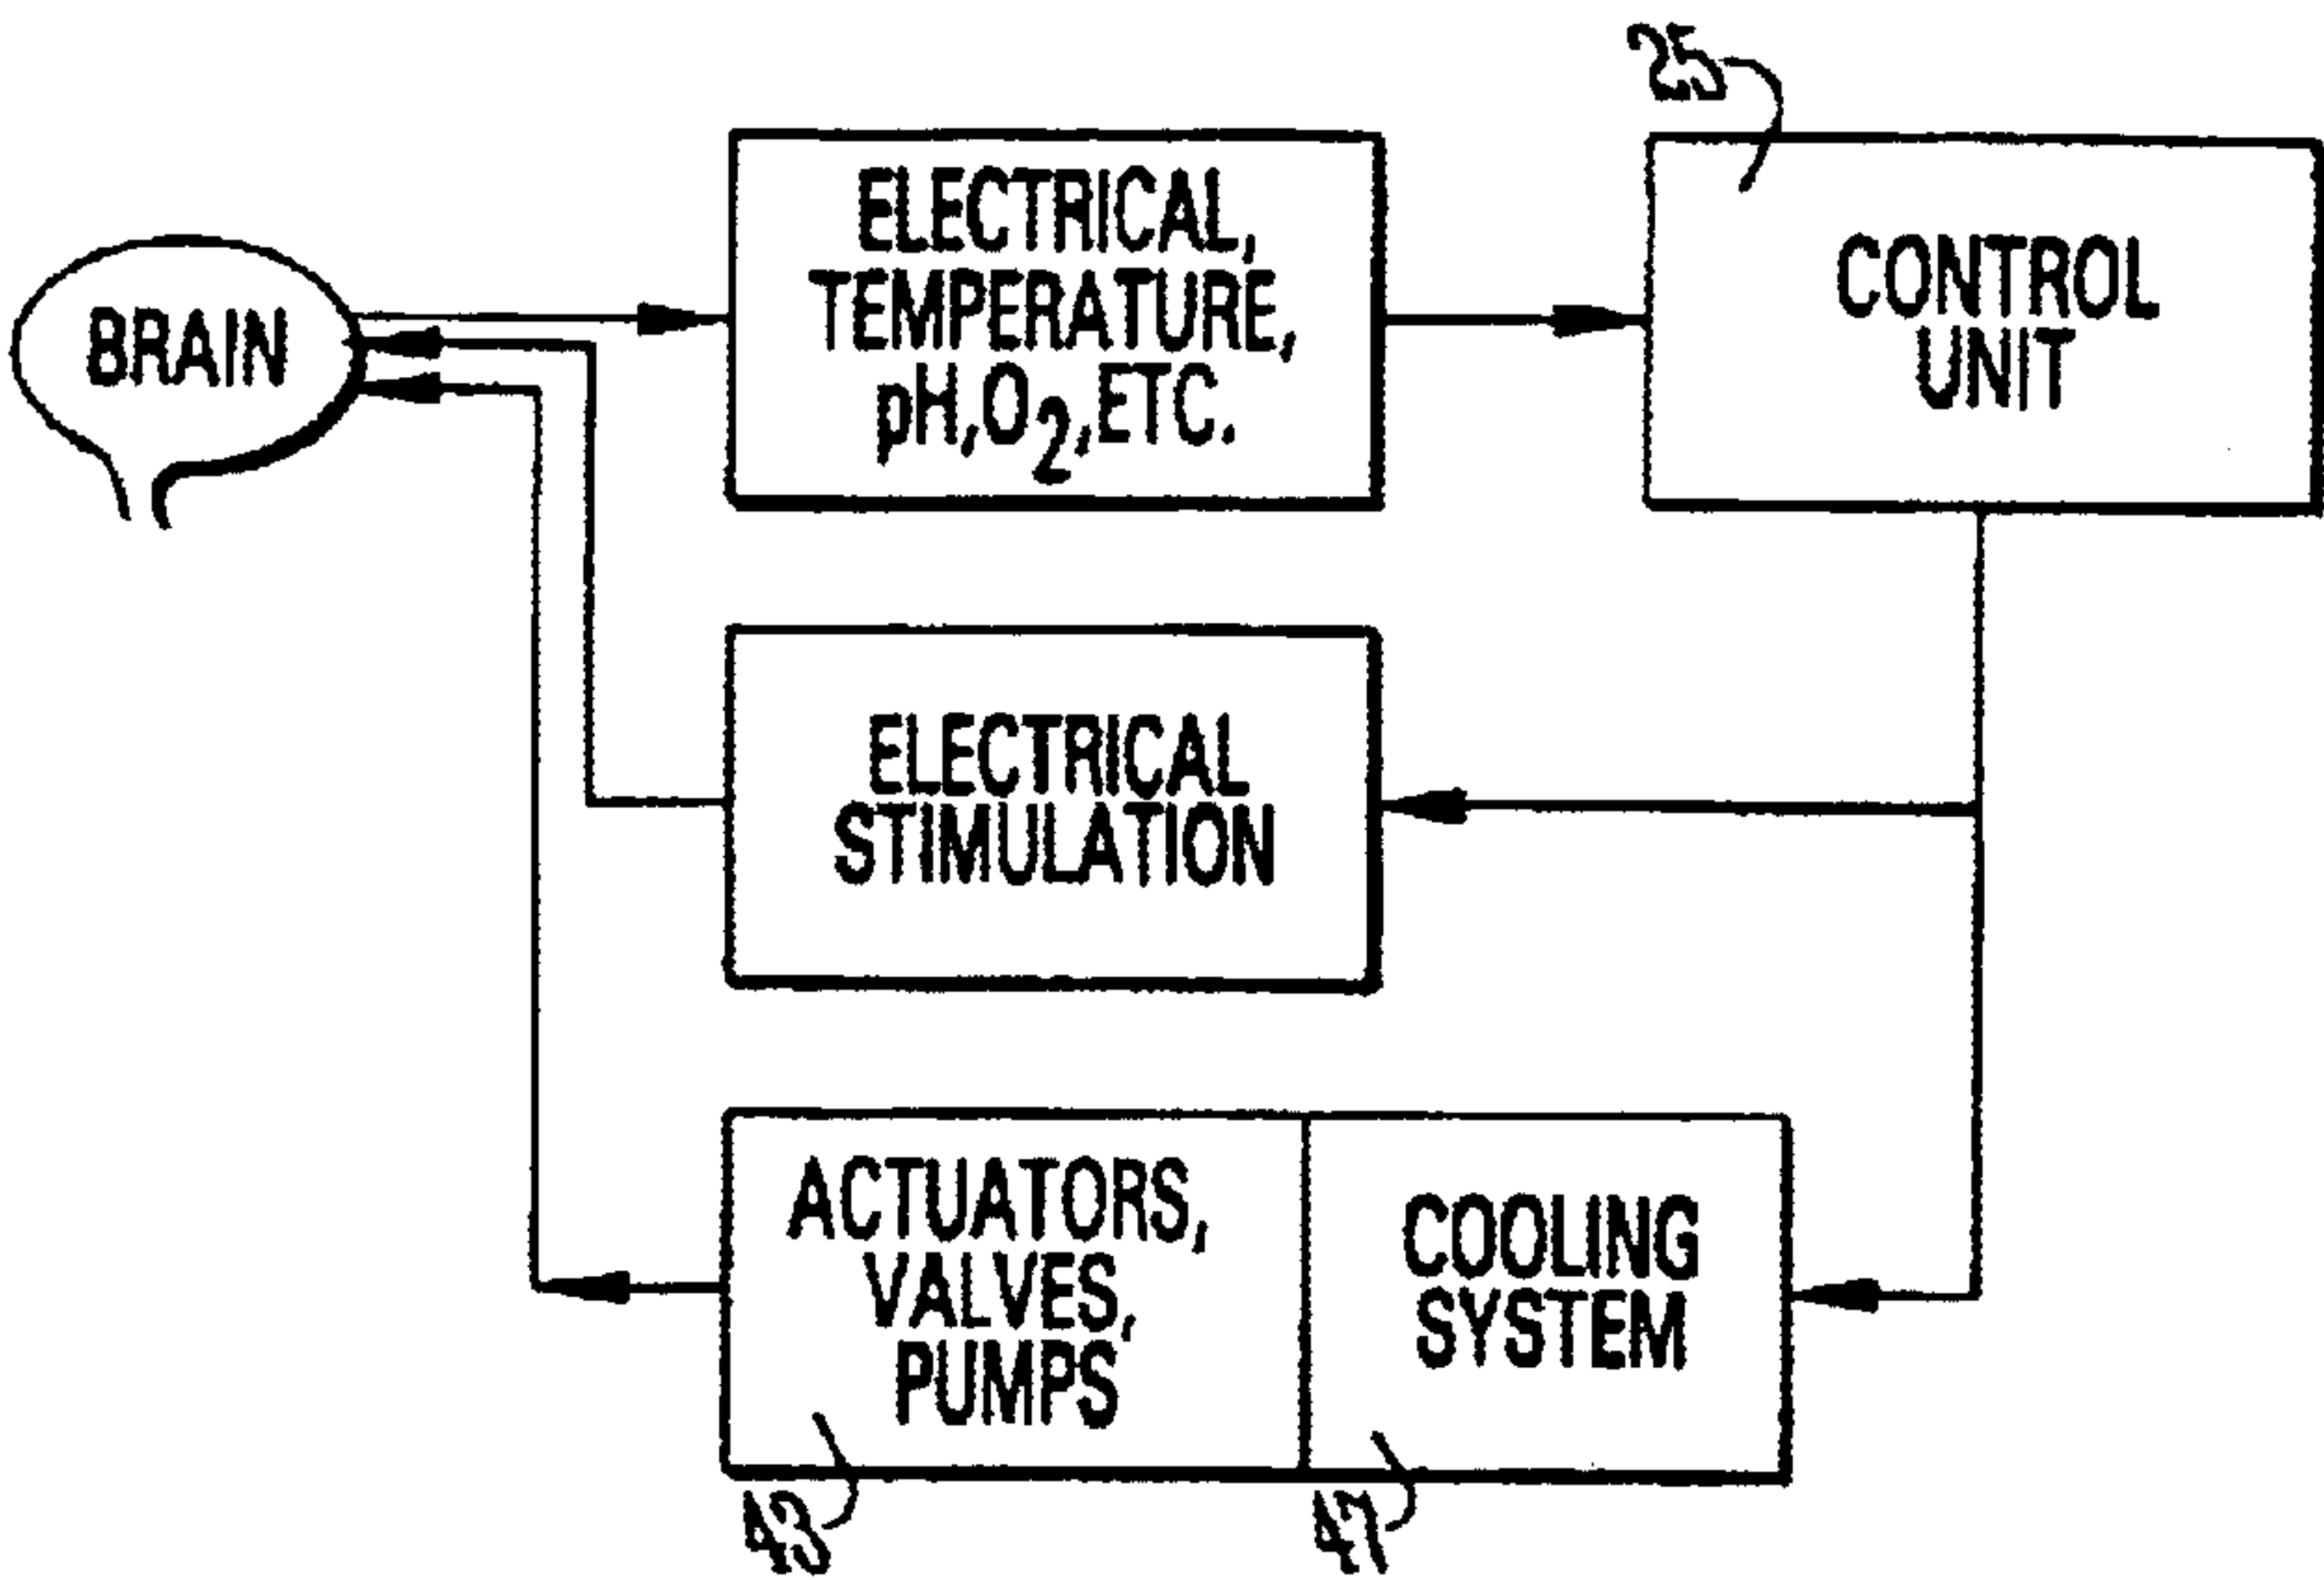 25
ELECTRICAL,
TEMPERATURE,
pH,O2,ETC.
CONTROL
UNIT
BRAIN
ELECTRICAL
STIMULATION
ACTUATORS,
VALVES,
PUMPS
COOLING
SYSTEM
43
47